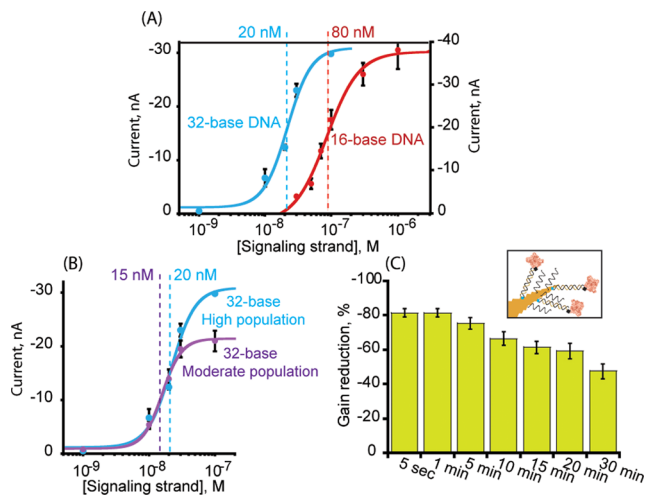 (A)
20 nM
80 nM
-30
-20
-10
0
Current, nA
32-base DNA
16-base DNA
-40
-30
-20
-10
0
Current, nA
10⁻⁹
10⁻⁸
10⁻⁷
10⁻⁶
[Signaling strand], M
(B)
15 nM
20 nM
-30
-20
-10
0
Current, nA
32-base
High population
32-base
Moderate population
10⁻⁹
10⁻⁸
10⁻⁷
[Signaling strand], M
(C)
-100
-80
-60
-40
-20
0
Gain reduction, %
5 sec
1 min
5 min
10 min
15 min
20 min
30 min